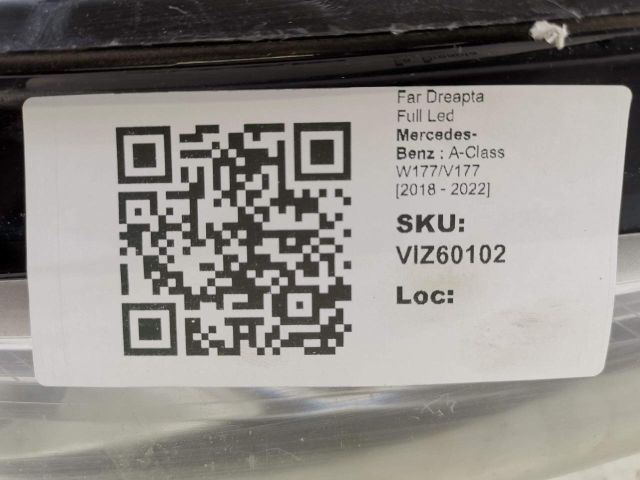 Far Dreapta
Full Led
Mercedes-
Benz : A-Class
W177/V177
[2018 - 2022]
SKU:
VIZ60102
Loc: